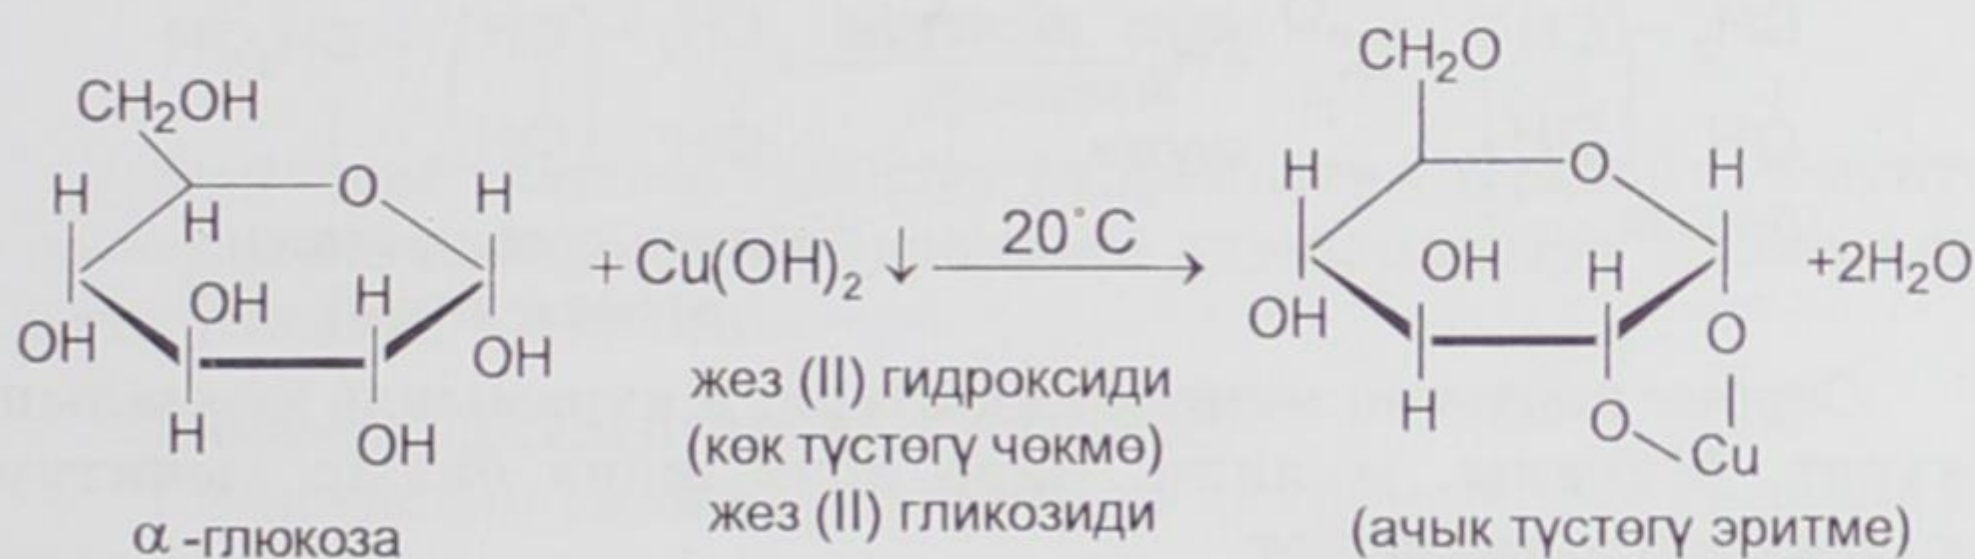 CH₂OH
H
O
H
H
OH
H
OH
OH
H
OH
α -глюкоза
+ Cu(OH)₂ ↓
20°C
жез (II) гидроксиди
(көк түстөгү чөкмө)
жез (II) гликозиди
CH₂O
H
O
H
OH
H
OH
O
H
O
Cu
+2H₂O
(ачык түстөгү эритме)